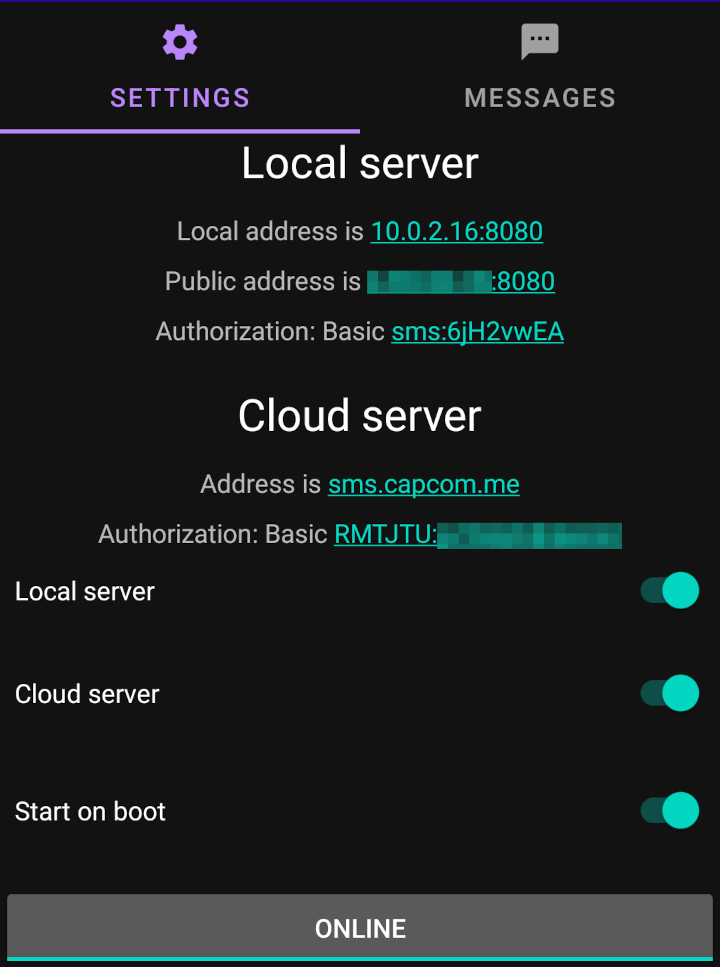 SETTINGS
MESSAGES
Local server
Local address is 10.0.2.16:8080
Public address is :8080
Authorization: Basic sms:6jH2vwEA
Cloud server
Address is sms.capcom.me
Authorization: Basic RMTJTU:
Local server
Cloud server
Start on boot
ONLINE